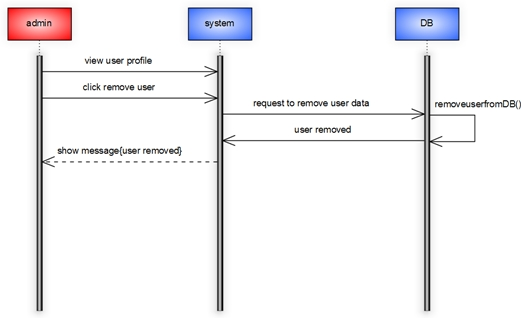 admin
system
DB
view user profile
click remove user
request to remove user data
removeuserfromDB()
user removed
show message{user removed}